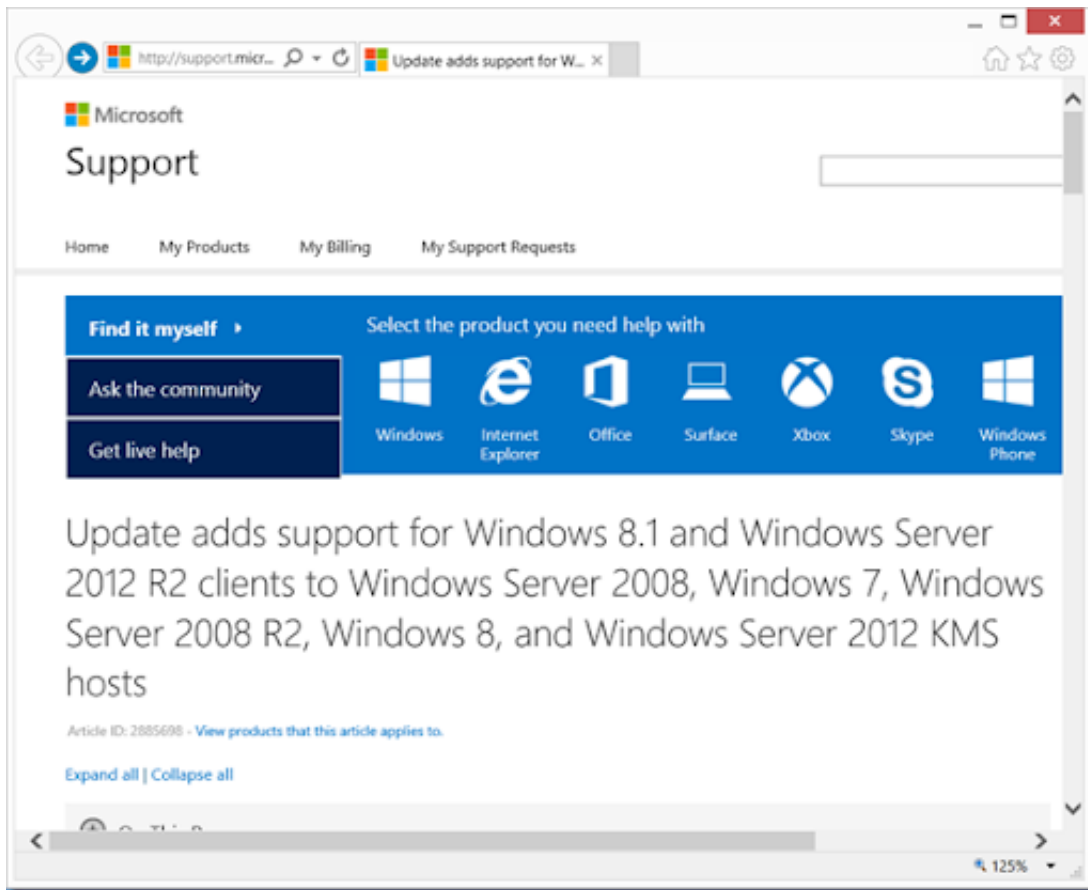 http://support.micr...
Update adds support for W...
Microsoft
Support
Home My Products My Billing My Support Requests
Find it myself
Ask the community
Get live help
Select the product you need help with
Windows Internet Explorer Office Surface Xbox Skype Windows Phone
Update adds support for Windows 8.1 and Windows Server
2012 R2 clients to Windows Server 2008, Windows 7, Windows
Server 2008 R2, Windows 8, and Windows Server 2012 KMS
hosts
Article ID: 2885698 - View products that this article applies to.
Expand all | Collapse all
125%